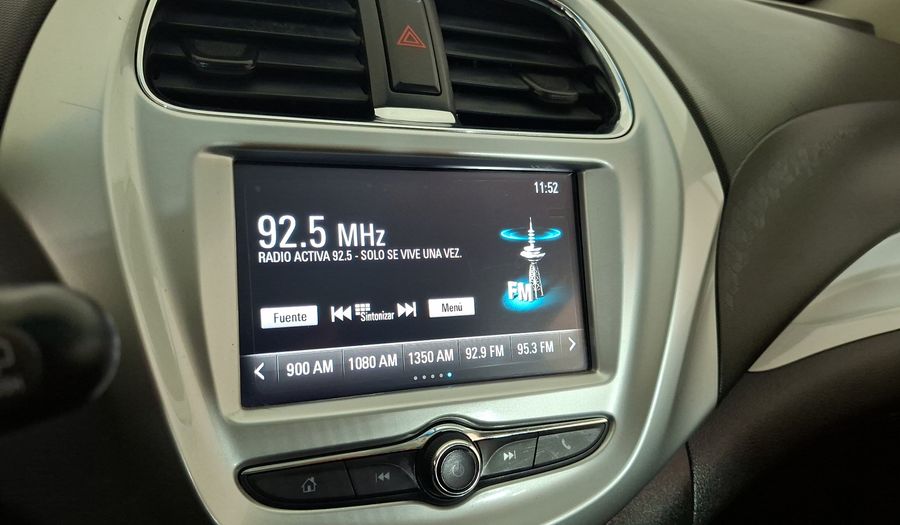 11:52
92.5 MHz
RADIO ACTIVA 92.5 - SOLO SE VIVE UNA VEZ.
FM
Fuente
Sintonizar
Menú
900 AM 1080 AM 1350 AM 92.9 FM 95.3 FM